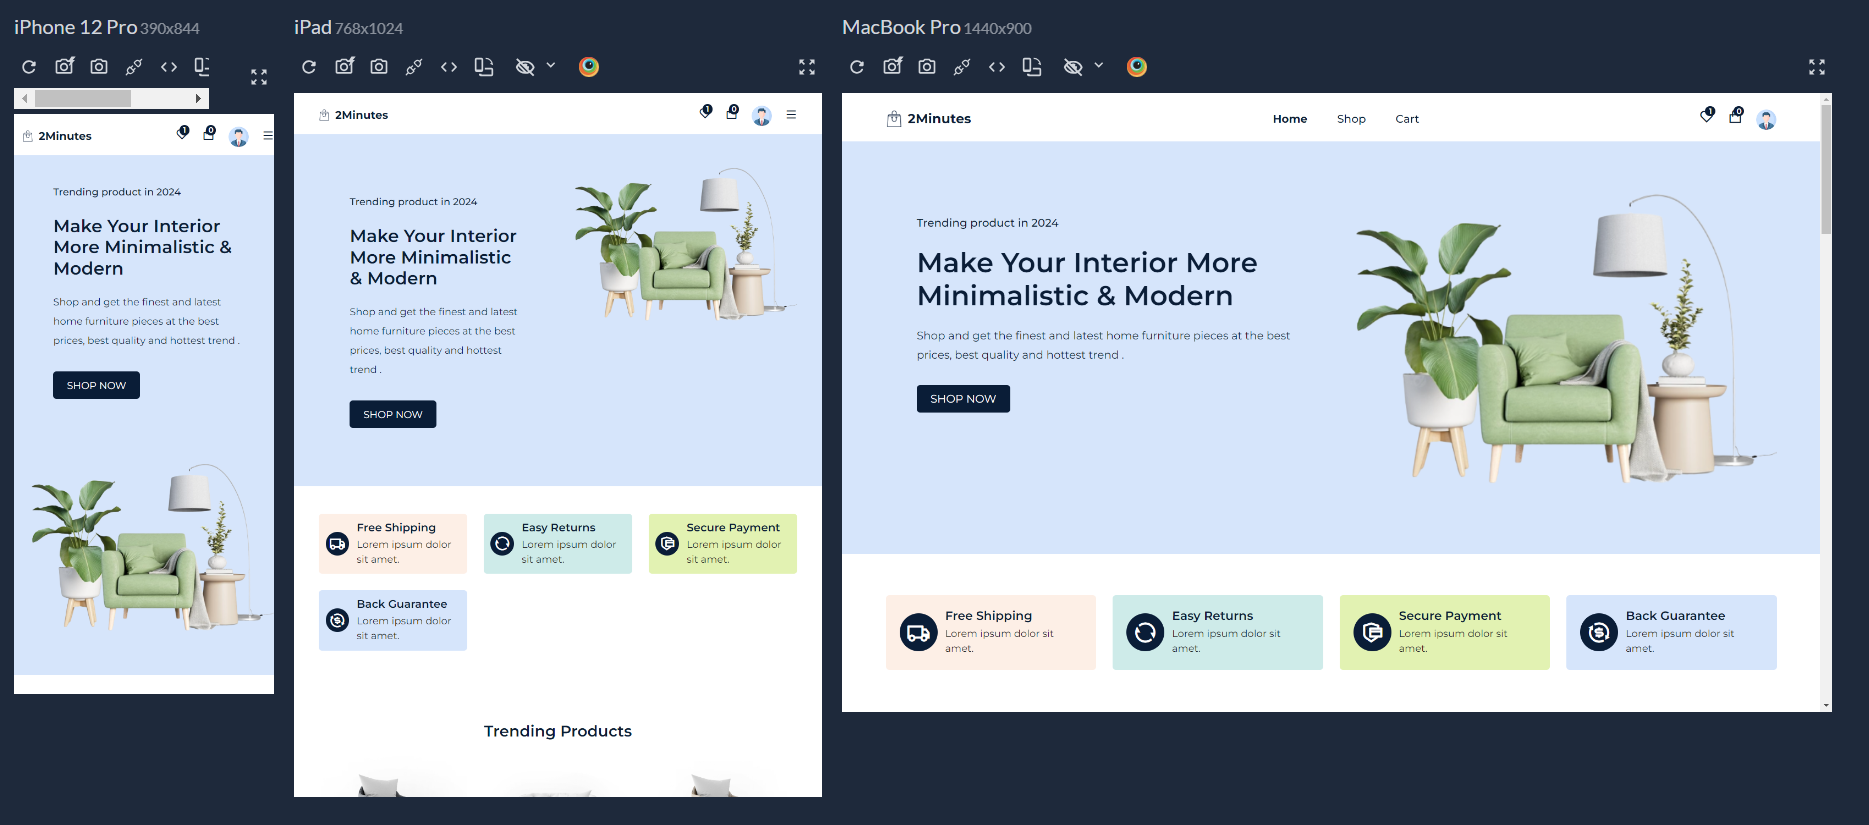 iPhone 12 Pro 390x844
2Minutes
1
0
Trending product in 2024
Make Your Interior
More Minimalistic &
Modern
Shop and get the finest and latest
home furniture pieces at the best
prices, best quality and hottest trend .
SHOP NOW
iPad 768x1024
2Minutes
1
0
Trending product in 2024
Make Your Interior
More Minimalistic
& Modern
Shop and get the finest and latest
home furniture pieces at the best
prices, best quality and hottest
trend .
SHOP NOW
Free Shipping
Lorem ipsum dolor
sit amet.
Easy Returns
Lorem ipsum dolor
sit amet.
Secure Payment
Lorem ipsum dolor
sit amet.
Back Guarantee
Lorem ipsum dolor
sit amet.
Trending Products
MacBook Pro 1440x900
2Minutes
Home Shop Cart
1
0
Trending product in 2024
Make Your Interior More
Minimalistic & Modern
Shop and get the finest and latest home furniture pieces at the best
prices, best quality and hottest trend .
SHOP NOW
Free Shipping
Lorem ipsum dolor sit
amet.
Easy Returns
Lorem ipsum dolor sit
amet.
Secure Payment
Lorem ipsum dolor sit
amet.
Back Guarantee
Lorem ipsum dolor sit
amet.